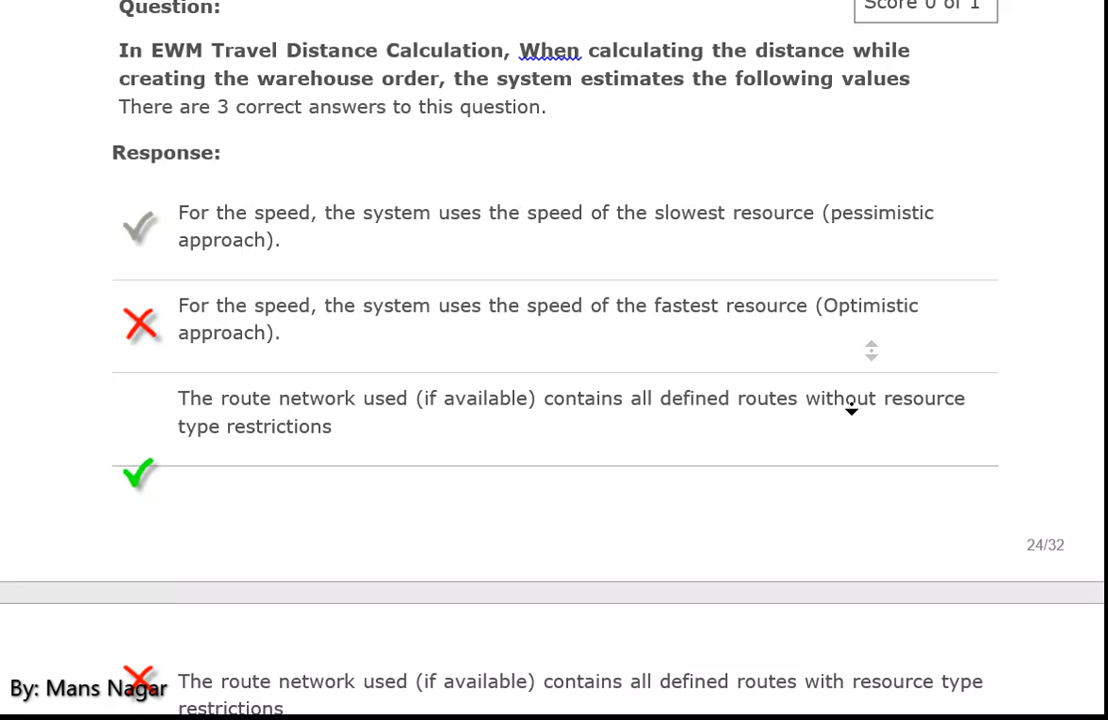 Question:
Score 0 of 1
In EWM Travel Distance Calculation, When calculating the distance while
creating the warehouse order, the system estimates the following values
There are 3 correct answers to this question.
Response:
For the speed, the system uses the speed of the slowest resource (pessimistic
approach).
For the speed, the system uses the speed of the fastest resource (Optimistic
approach).
The route network used (if available) contains all defined routes without resource
type restrictions
24/32
The route network used (if available) contains all defined routes with resource type
restrictions
By: Mans Nagar